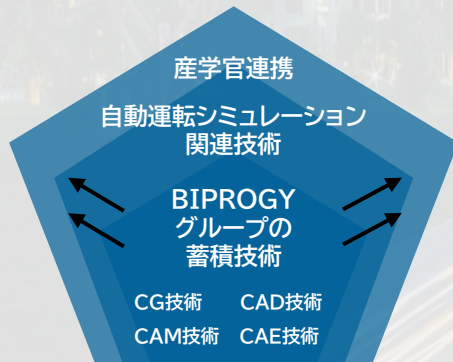 産学官連携
自動運転シミュレーション
関連技術
BIPROGY
グループの
蓄積技術
CG技術 CAD技術
CAM技術 CAE技術